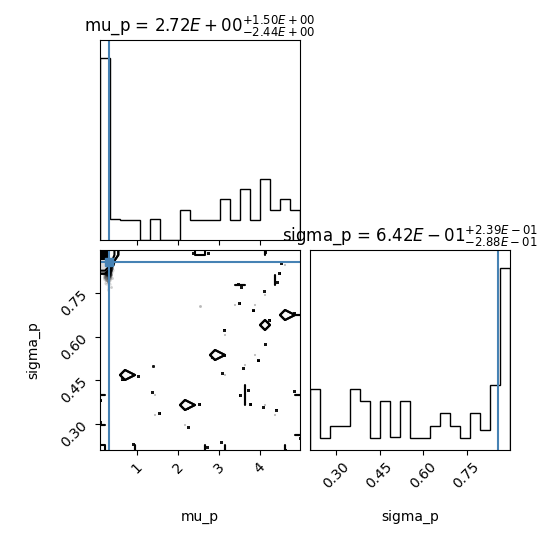 mu_p = 2.72E + 00+1.50E+00 −2.44E+00
sigma_p = 6.42E − 01+2.39E−01 −2.88E−01
0.75
0.60
0.45
0.30
sigma_p
1 2 3 4
0.30 0.45 0.60 0.75
mu_p
sigma_p